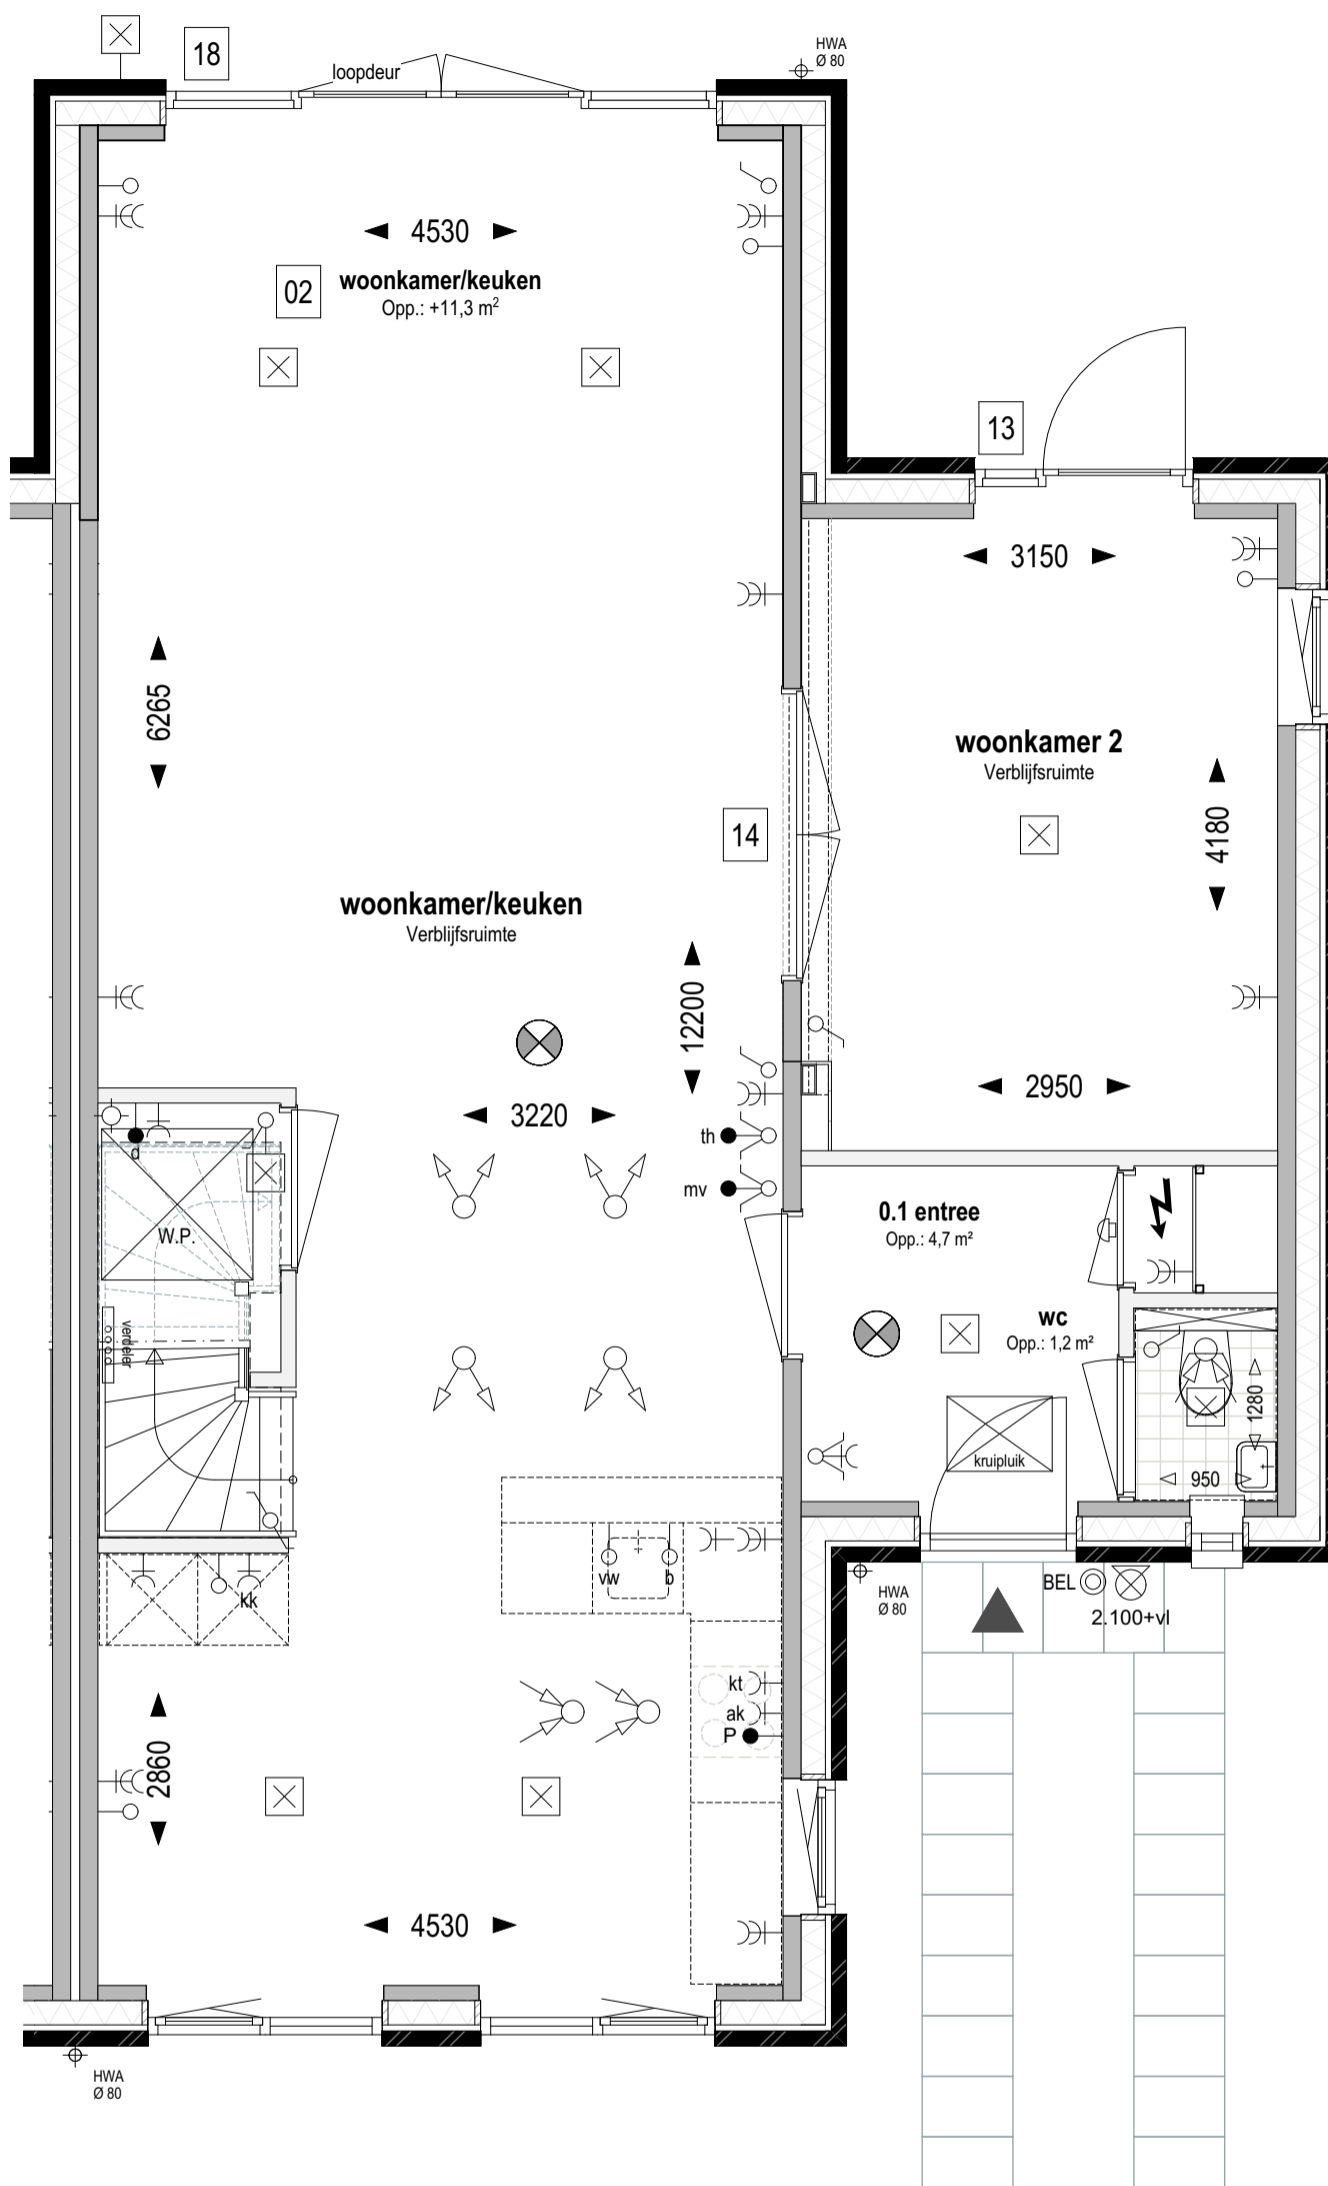 18
loopdeur
HWA
Ø 80
4530
02
woonkamer/keuken
Opp.: +11,3 m²
13
3150
6265
woonkamer 2
Verblijfsruimte
14
4180
woonkamer/keuken
Verblijfsruimte
12200
3220
2950
th
mv
d
W.P.
verdeler
0.1 entree
Opp.: 4,7 m²
wc
Opp.: 1,2 m²
1280
950
kruipluik
vw
b
kk
HWA
Ø 80
BEL
2.100+vl
kt
ak
P
2860
4530
HWA
Ø 80